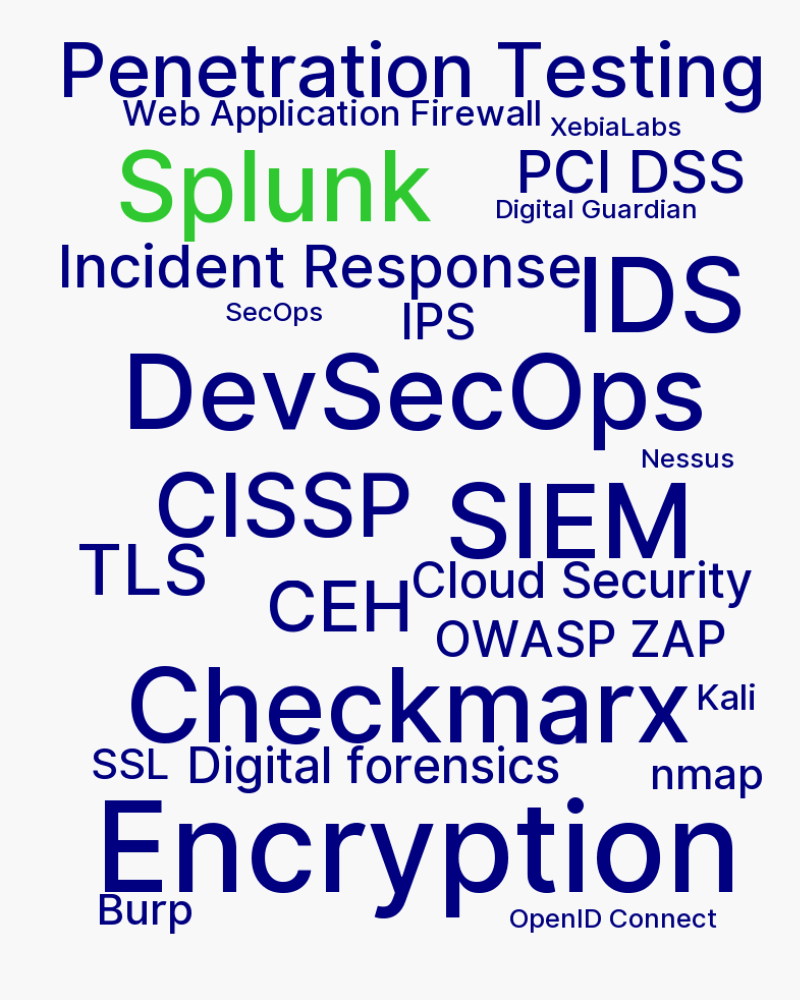 Penetration Testing
Web Application Firewall
XebiaLabs
Splunk
PCI DSS
Digital Guardian
Incident Response
IDS
SecOps
IPS
DevSecOps
Nessus
CISSP
SIEM
TLS
Cloud Security
CEH
OWASP ZAP
Checkmarx
Kali
SSL
Digital forensics
nmap
Encryption
Burp
OpenID Connect